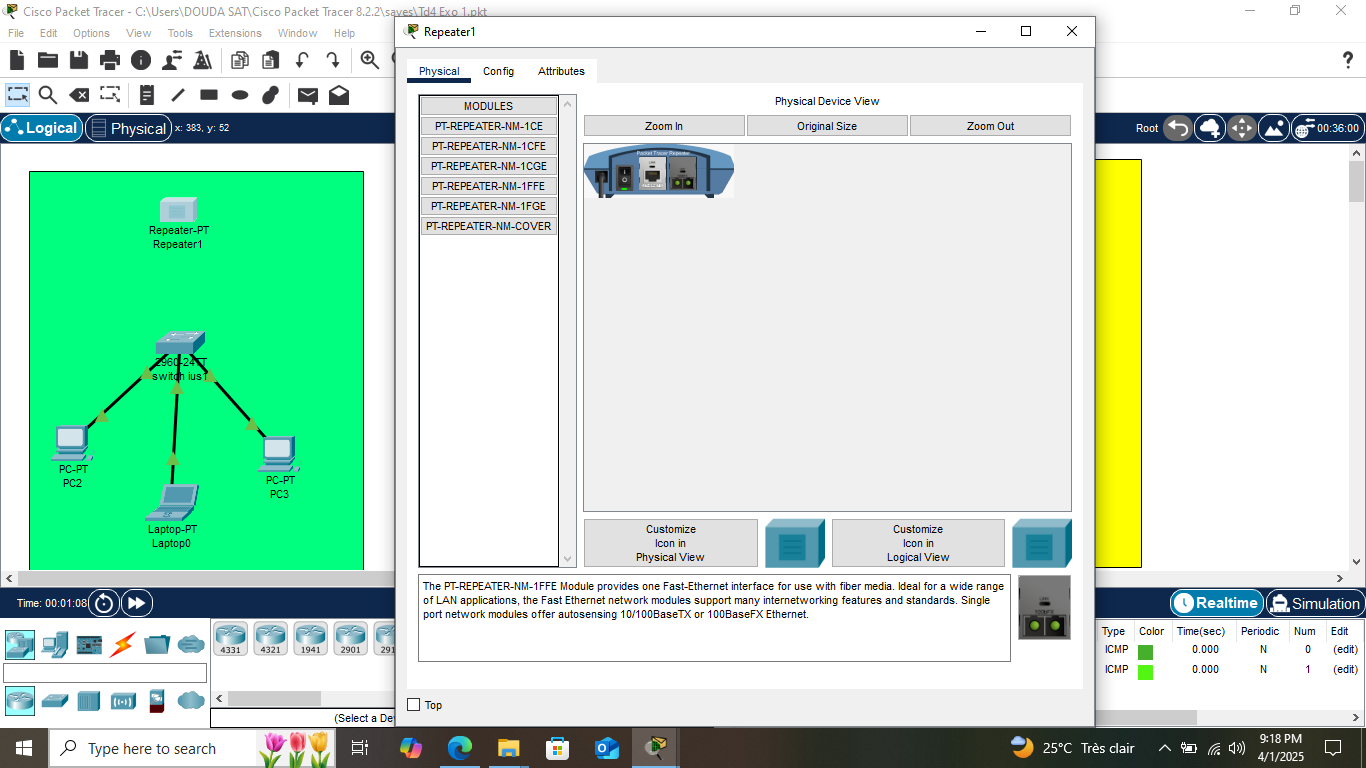 Cisco Packet Tracer - C:\Users\DOUDA SAT\Cisco Packet Tracer 8.2.2\saves\Td4 Exo 1.pkt
File Edit Options View Tools Extensions Window Help
Logical Physical x: 383, y: 52
Root 00:36:00
Repeater-PT
Repeater1
2960-24TT
switch ius1
PC-PT
PC2
PC-PT
PC3
Laptop-PT
Laptop0
Repeater1
Physical Config Attributes
MODULES
PT-REPEATER-NM-1CE
PT-REPEATER-NM-1CFE
PT-REPEATER-NM-1CGE
PT-REPEATER-NM-1FFE
PT-REPEATER-NM-1FGE
PT-REPEATER-NM-COVER
Physical Device View
Zoom In Original Size Zoom Out
Packet Tracer Repeater
Customize
Icon in
Physical View
Customize
Icon in
Logical View
The PT-REPEATER-NM-1FFE Module provides one Fast-Ethernet interface for use with fiber media. Ideal for a wide range
of LAN applications, the Fast Ethernet network modules support many internetworking features and standards. Single
port network modules offer autosensing 10/100BaseTX or 100BaseFX Ethernet.
Top
Time: 00:01:08
Realtime Simulation
4331 4321 1941 2901 291
(Select a De
Type Color Time(sec) Periodic Num Edit
ICMP 0.000 N 0 (edit)
ICMP 0.000 N 1 (edit)
Type here to search
25°C Très clair
9:18 PM
4/1/2025